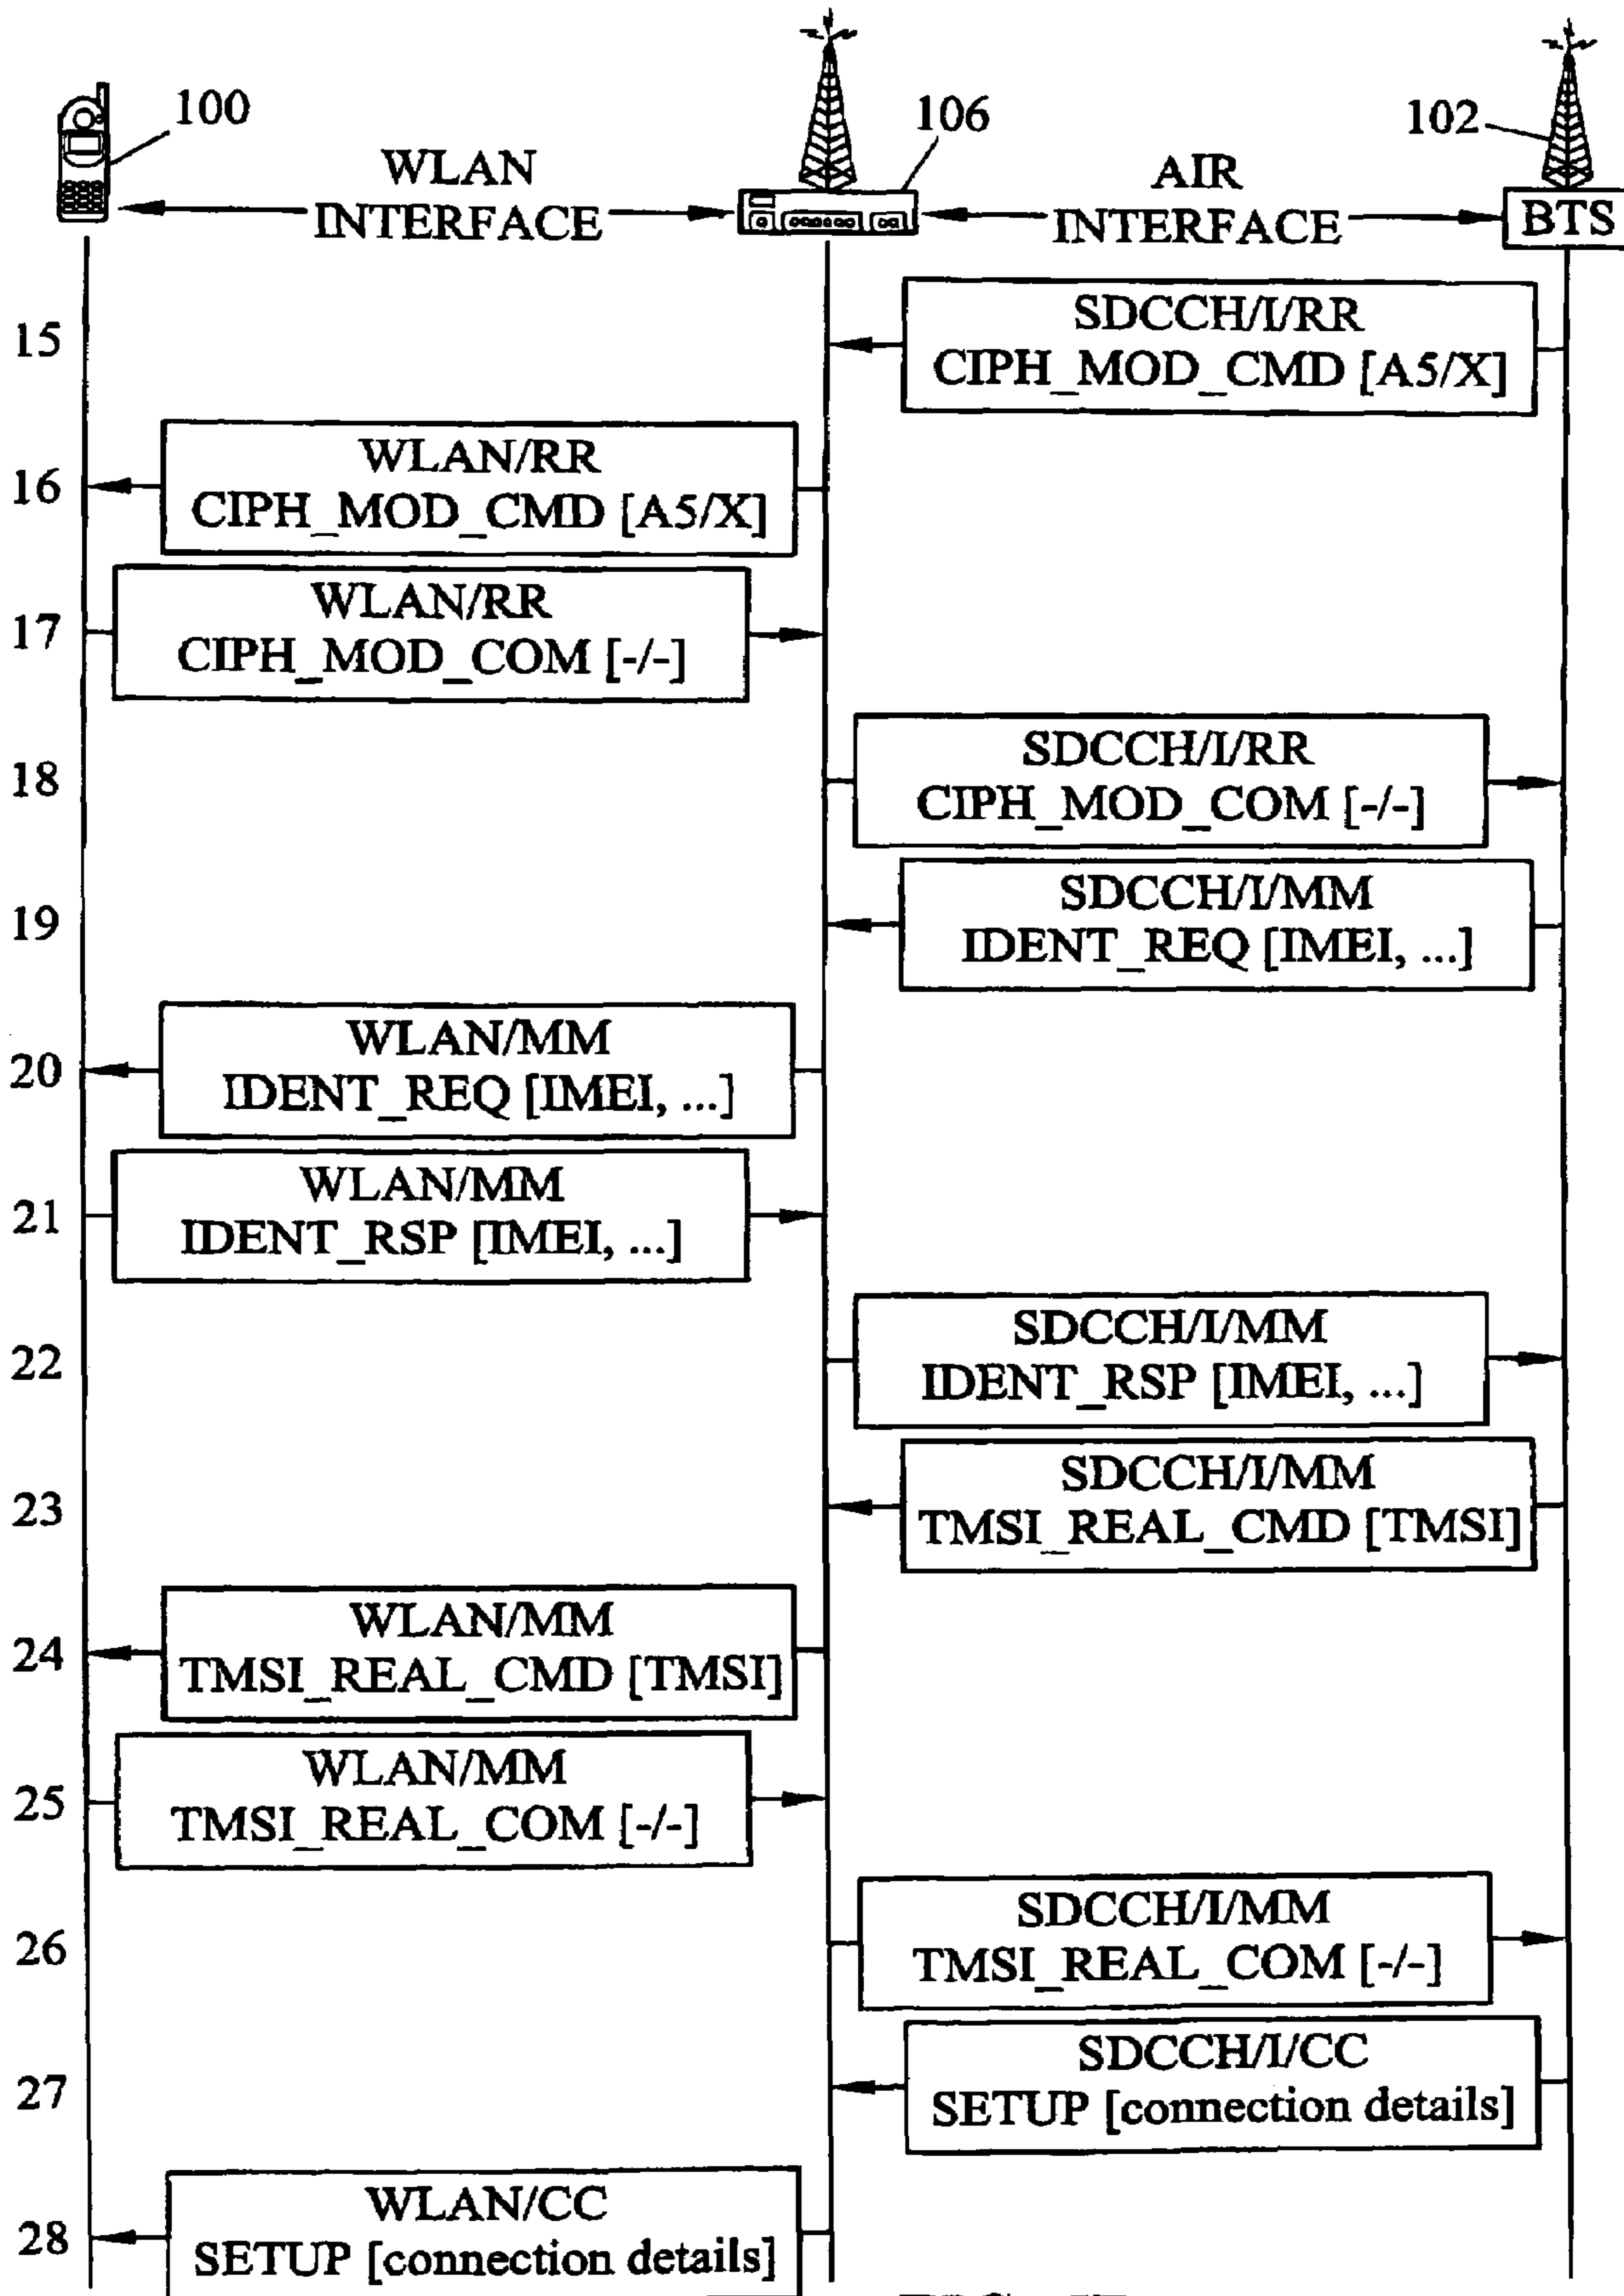 100
106
102
WLAN
INTERFACE
AIR
INTERFACE
BTS
15
SDCCH/I/RR
CIPH_MOD_CMD [A5/X]
16
WLAN/RR
CIPH_MOD_CMD [A5/X]
17
WLAN/RR
CIPH_MOD_COM [-/-]
18
SDCCH/I/RR
CIPH_MOD_COM [-/-]
19
SDCCH/I/MM
IDENT_REQ [IMEI, ...]
20
WLAN/MM
IDENT_REQ [IMEI, ...]
21
WLAN/MM
IDENT_RSP [IMEI, ...]
22
SDCCH/I/MM
IDENT_RSP [IMEI, ...]
23
SDCCH/I/MM
TMSI_REAL_CMD [TMSI]
24
WLAN/MM
TMSI_REAL_CMD [TMSI]
25
WLAN/MM
TMSI_REAL_COM [-/-]
26
SDCCH/I/MM
TMSI_REAL_COM [-/-]
27
SDCCH/I/CC
SETUP [connection details]
28
WLAN/CC
SETUP [connection details]